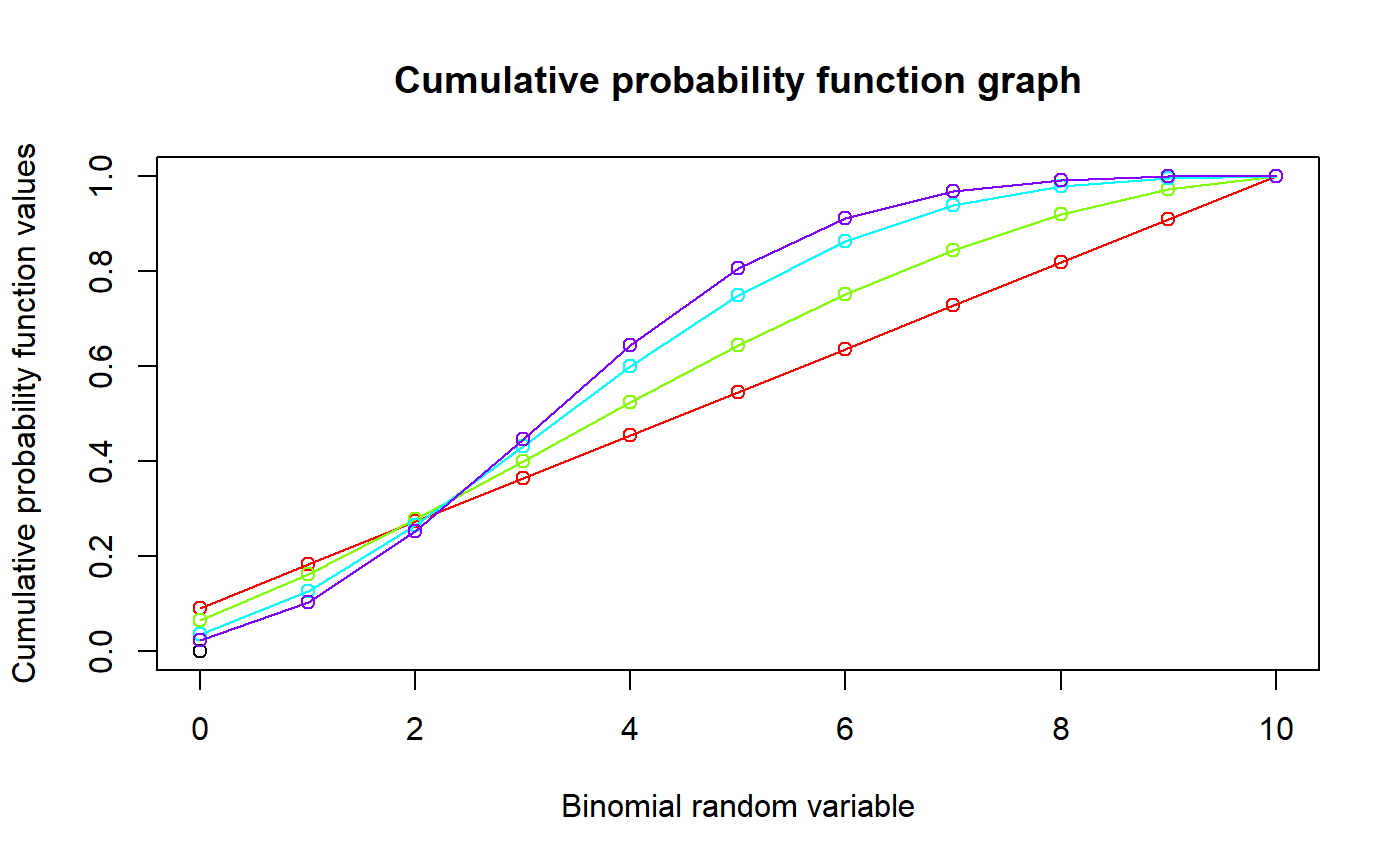 Cumulative probability function graph
Cumulative probability function values
1.0
0.8
0.6
0.4
0.2
0.0
0 2 4 6 8 10
Binomial random variable